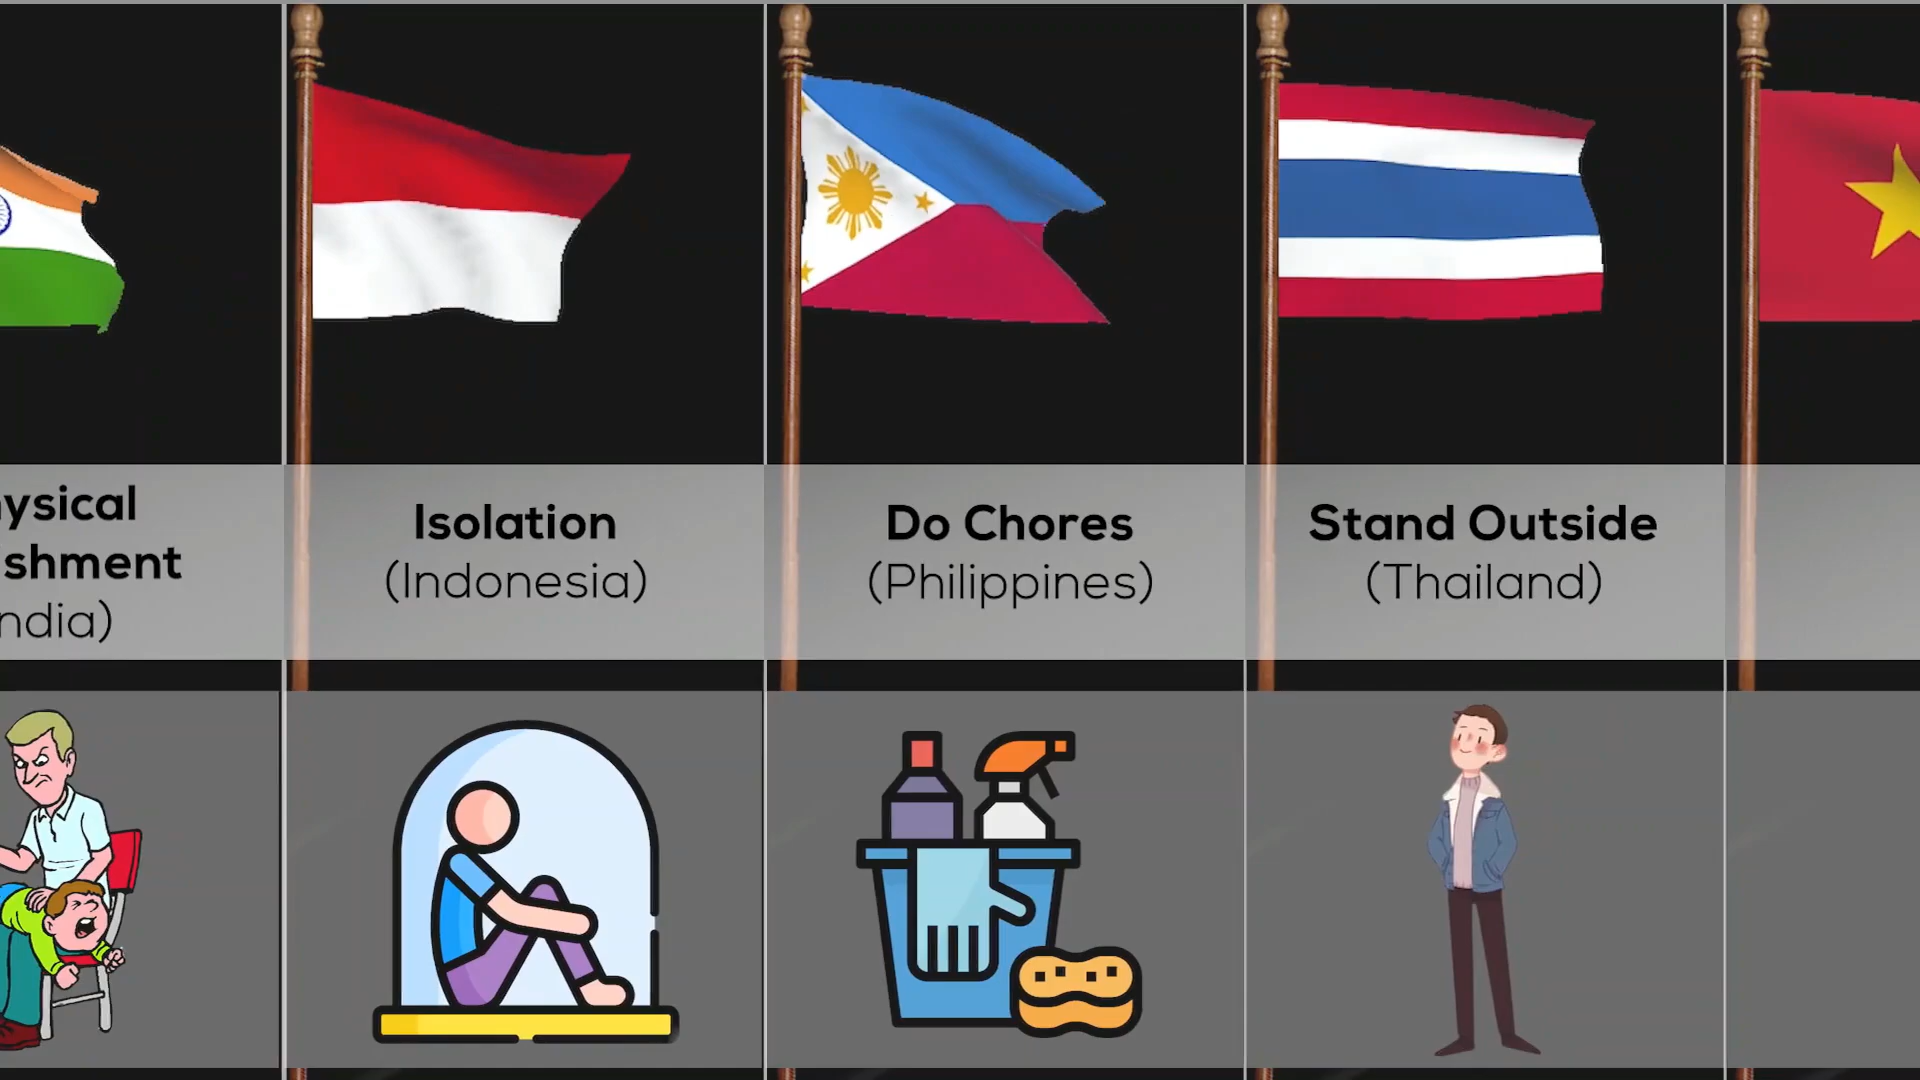 ysical
shment
ndia)
Isolation
(Indonesia)
Do Chores
(Philippines)
Stand Outside
(Thailand)